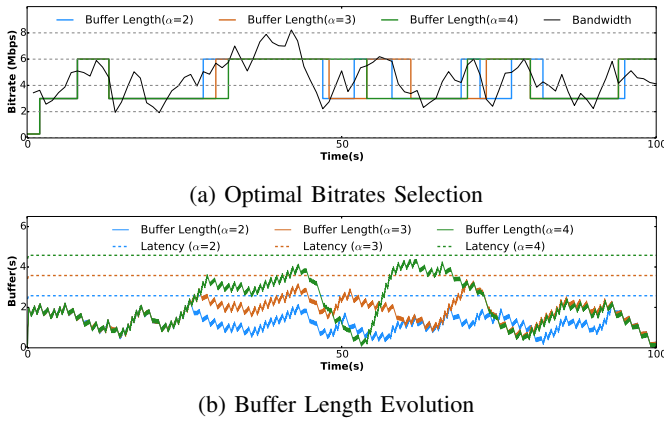 Buffer Length(α=2) Buffer Length(α=3) Buffer Length(α=4) Bandwidth
8
6
4
2
0
Bitrate (Mbps)
0 50 100
Time(s)
(a) Optimal Bitrates Selection
Buffer Length(α=2) Buffer Length(α=3) Buffer Length(α=4)
Latency (α=2) Latency (α=3) Latency (α=4)
6
4
2
0
Buffer(s)
0 50 100
Time(s)
(b) Buffer Length Evolution